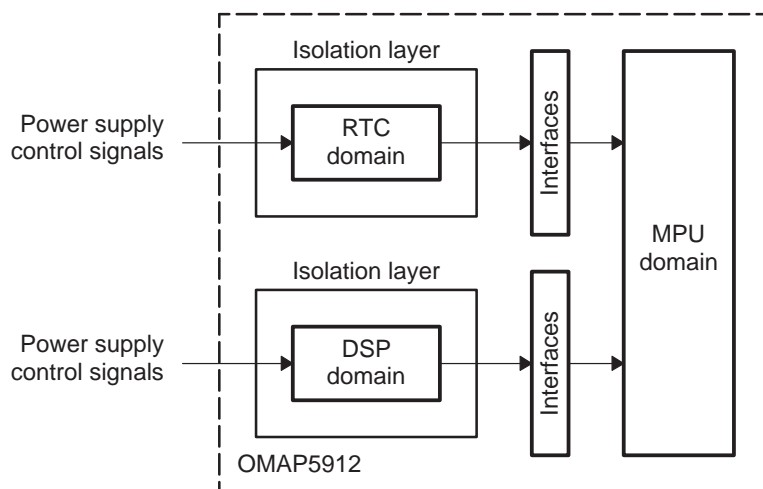 Isolation layer
Power supply
control signals
RTC
domain
Interfaces
MPU
domain
Isolation layer
Power supply
control signals
DSP
domain
Interfaces
OMAP5912